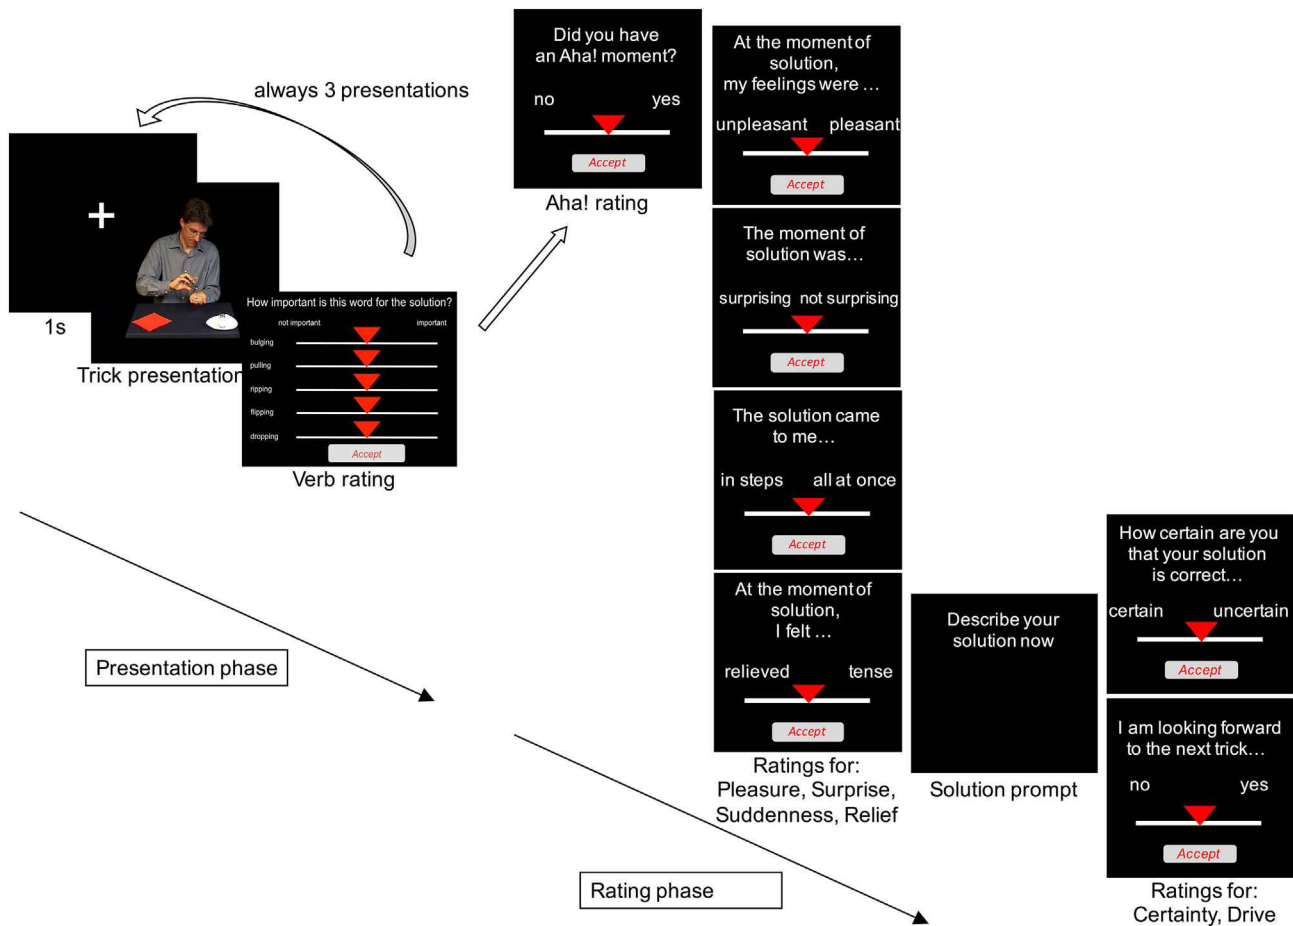 always 3 presentations
+
1s
Trick presentation
How important is this word for the solution?
not important important
bulging
pulling
ripping
flipping
dropping
Accept
Verb rating
Presentation phase
Did you have
an Aha! moment?
no yes
Accept
Aha! rating
At the moment of
solution,
my feelings were ...
unpleasant pleasant
Accept
The moment of
solution was...
surprising not surprising
Accept
The solution came
to me...
in steps all at once
Accept
At the moment of
solution,
I felt ...
relieved tense
Accept
Ratings for:
Pleasure, Surprise,
Suddenness, Relief
Describe your
solution now
Solution prompt
How certain are you
that your solution
is correct...
certain uncertain
Accept
I am looking forward
to the next trick...
no yes
Accept
Ratings for:
Certainty, Drive
Rating phase